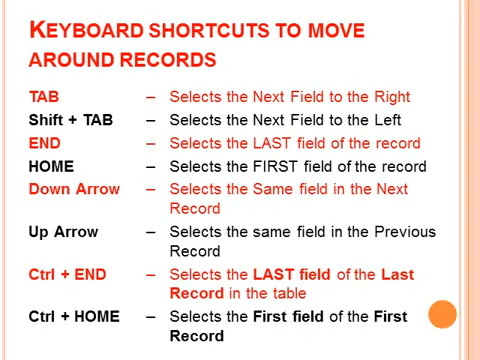 KEYBOARD SHORTCUTS TO MOVE
AROUND RECORDS
TAB – Selects the Next Field to the Right
Shift + TAB – Selects the Next Field to the Left
END – Selects the LAST field of the record
HOME – Selects the FIRST field of the record
Down Arrow – Selects the Same field in the Next
Record
Up Arrow – Selects the same field in the Previous
Record
Ctrl + END – Selects the LAST field of the Last
Record in the table
Ctrl + HOME – Selects the First field of the First
Record